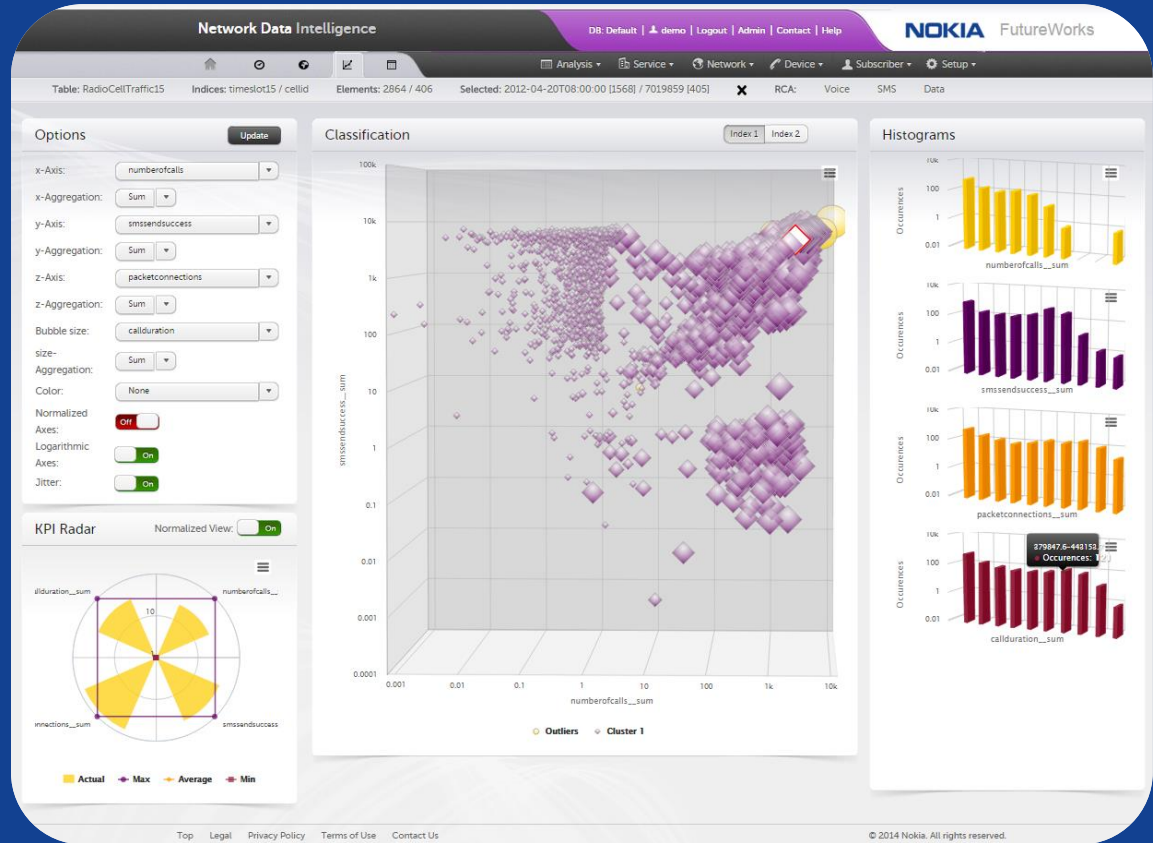 Network Data Intelligence
DB: Default | demo | Logout | Admin | Contact | Help
NOKIA FutureWorks
Analysis Service Network Device Subscriber Setup
Table: RadioCellTraffic15 Indices: timeslot15 / cellid Elements: 2864 / 406 Selected: 2012-04-20T08:00:00 [1568] / 7019859 [405] RCA: Voice SMS Data
Options Update
x-Axis: numberofcalls
x-Aggregation: Sum
y-Axis: smssendsuccess
y-Aggregation: Sum
z-Axis: packetconnections
z-Aggregation: Sum
Bubble size: callduration
size-
Aggregation: Sum
Color: None
Normalized
Axes: Off
Logarithmic
Axes: On
Jitter: On
KPI Radar Normalized View: On
illduration_sum numberofcalls_
10
nnections__sum smssendsuccess
Actual Max Average Min
Classification Index 1 Index 2
100k
10k
1k
100
10
1
0.1
0.01
0.001
0.0001
smssendsuccess__sum
0.001 0.01 0.1 1 10 100 1k 10k
numberofcalls__sum
Outliers Cluster 1
Histograms
10k
100
1
0.01
Occurences
numberofcalls__sum
10k
100
1
0.01
Occurences
smssendsuccess__sum
10k
100
1
0.01
Occurences
packetconnections__sum
10k
100
1
0.01
Occurences
Occurences:
callduration__sum
Top Legal Privacy Policy Terms of Use Contact Us
© 2014 Nokia. All rights reserved.